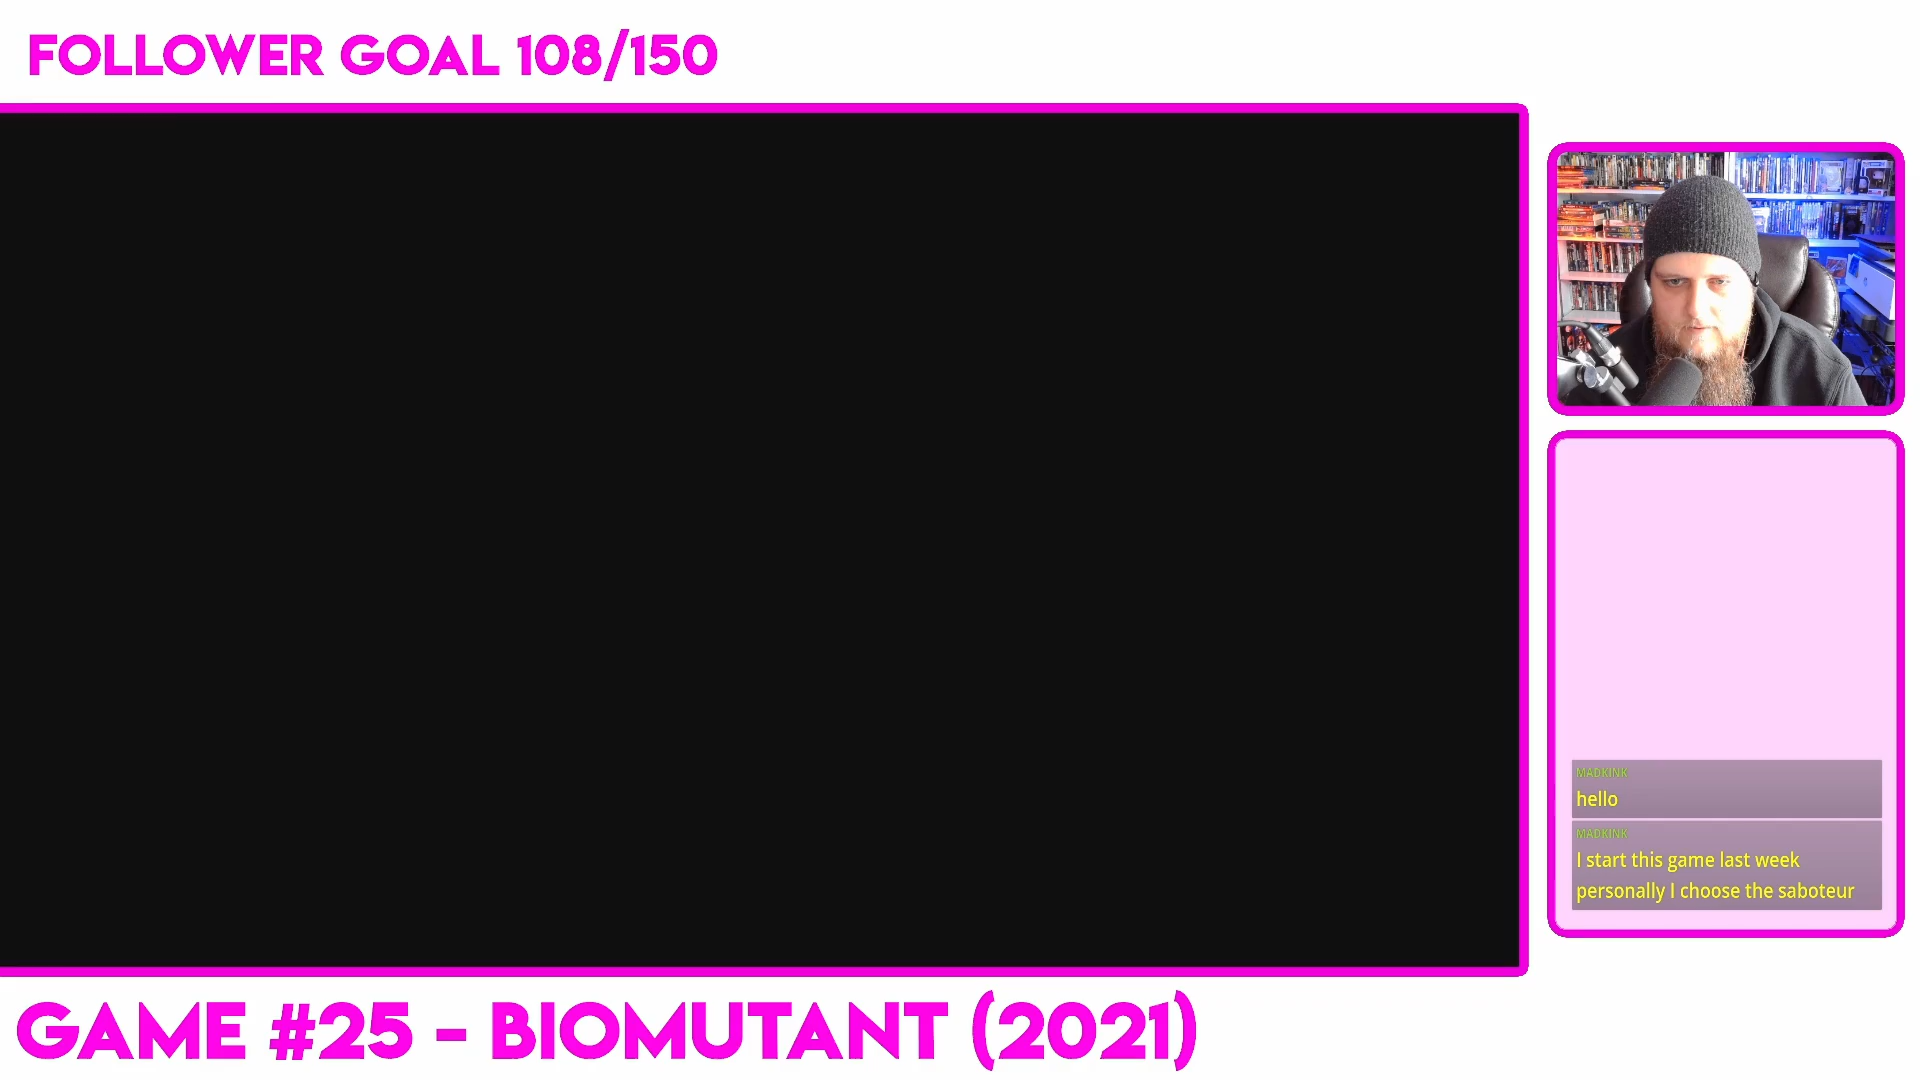 FOLLOWER GOAL 108/150
MADKINK
hello
MADKINK
I start this game last week
personally I choose the saboteur
GAME #25 - BIOMUTANT (2021)